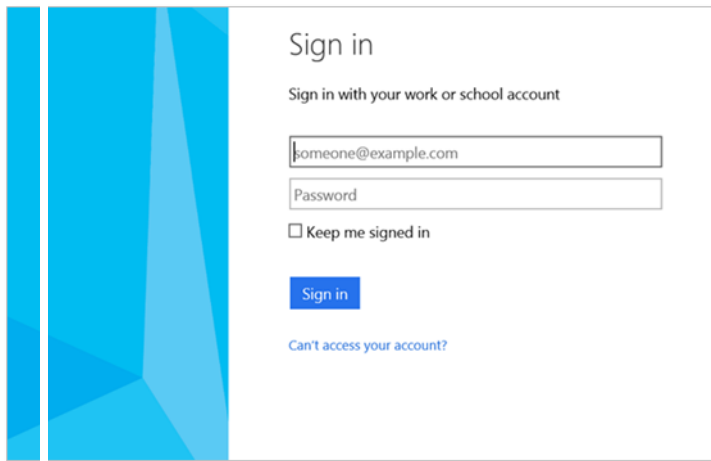 Sign in
Sign in with your work or school account
someone@example.com
Password
Keep me signed in
Sign in
Can't access your account?